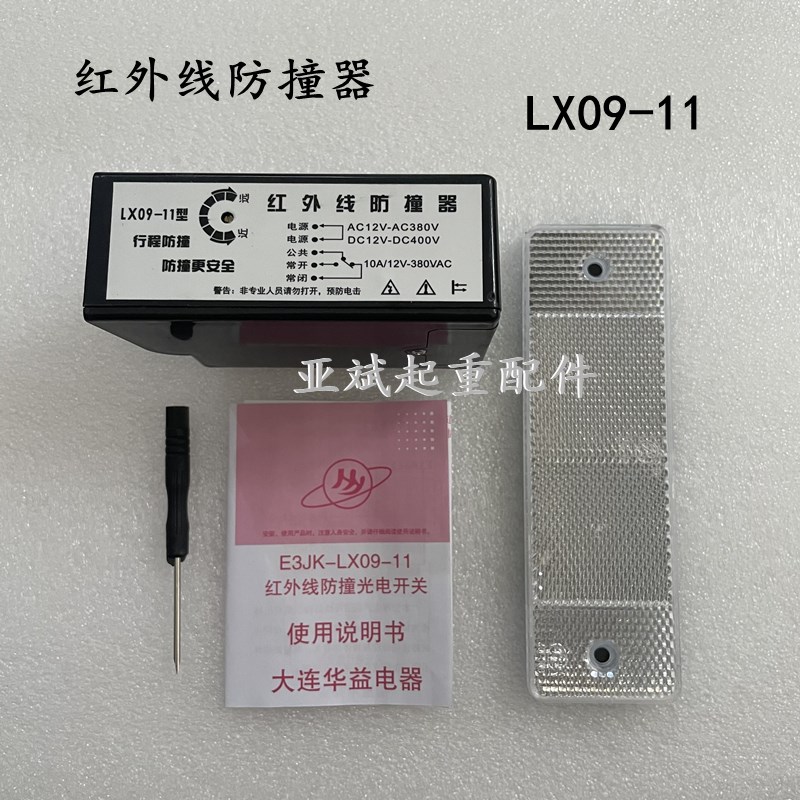 红外线防撞器
LX09-11
LX09-11型
行程防撞
防撞更安全
远
近
红外线防撞器
电源 AC12V-AC380V
电源 DC12V-DC400V
公共
常开 10A/12V-380VAC
常闭
警告:非专业人员请勿打开,预防电击
亚斌起重配件
E3JK-LX09-11
红外线防撞光电开关
使用说明书
大连华益电器